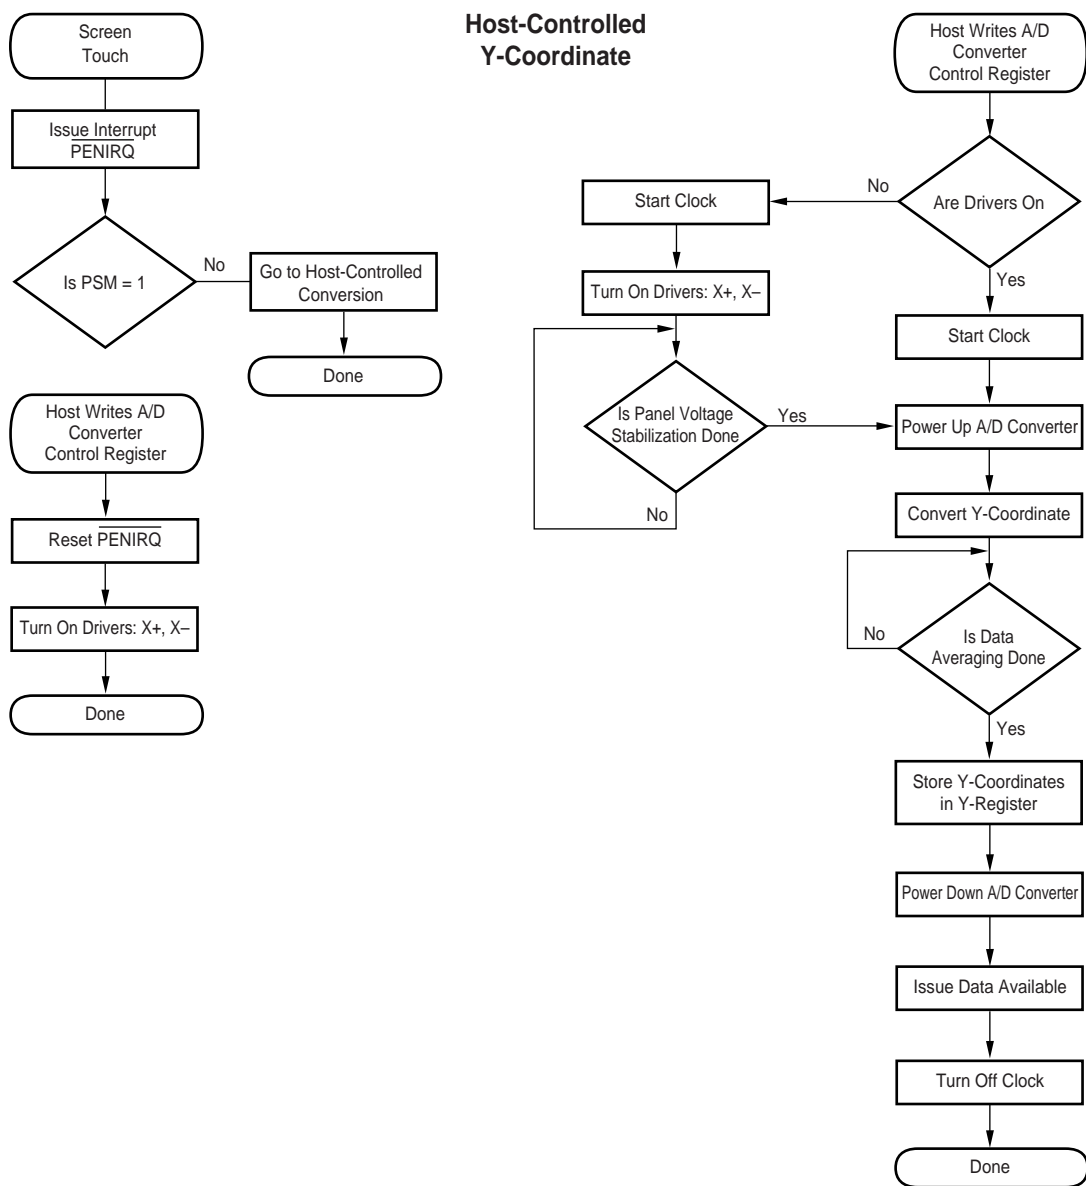 Host-Controlled
Y-Coordinate
Screen
Touch
Issue Interrupt
PENIRQ
Is PSM = 1
No
Go to Host-Controlled
Conversion
Done
Host Writes A/D
Converter
Control Register
Reset PENIRQ
Turn On Drivers: X+, X–
Done
Host Writes A/D
Converter
Control Register
Are Drivers On
No
Start Clock
Turn On Drivers: X+, X–
Is Panel Voltage
Stabilization Done
No
Yes
Yes
Start Clock
Power Up A/D Converter
Convert Y-Coordinate
No
Is Data
Averaging Done
Yes
Store Y-Coordinates
in Y-Register
Power Down A/D Converter
Issue Data Available
Turn Off Clock
Done